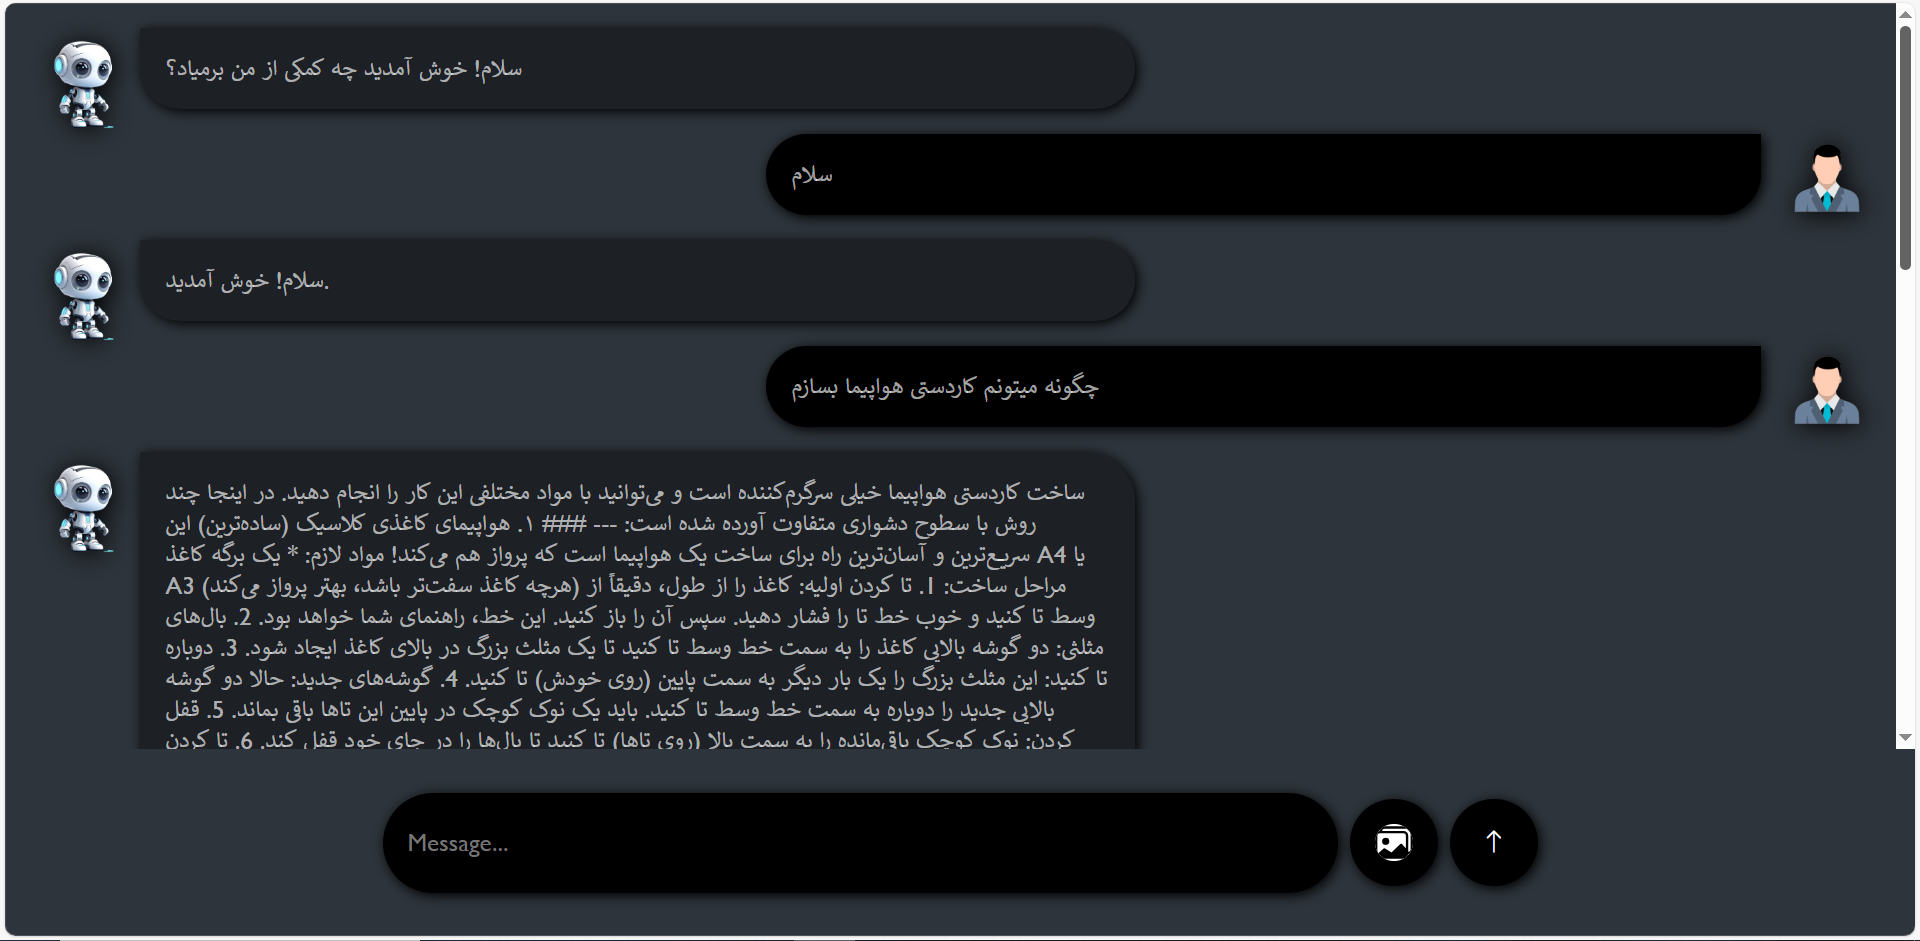 سلام! خوش آمدید چه کمکی از من برمیاد؟
سلام
سلام! خوش آمدید.
چگونه میتونم کاردستی هواپیما بسازم
ساخت کاردستی هواپیما خیلی سرگرم‌کننده است و می‌توانید با مواد مختلفی این کار را انجام دهید. در اینجا چند
روش با سطوح دشواری متفاوت آورده شده است: --- ### ۱. هواپیمای کاغذی کلاسیک (ساده‌ترین) این
سریع‌ترین و آسان‌ترین راه برای ساخت یک هواپیما است که پرواز هم می‌کند! مواد لازم: * یک برگه کاغذ A4 یا
A3 (هرچه کاغذ سفت‌تر باشد، بهتر پرواز می‌کند) مراحل ساخت: 1. تا کردن اولیه: کاغذ را از طول، دقیقاً از
وسط تا کنید و خوب خط تا را فشار دهید. سپس آن را باز کنید. این خط، راهنمای شما خواهد بود. 2. بال‌های
مثلثی: دو گوشه بالایی کاغذ را به سمت خط وسط تا کنید تا یک مثلث بزرگ در بالای کاغذ ایجاد شود. 3. دوباره
تا کنید: این مثلث بزرگ را یک بار دیگر به سمت پایین (روی خودش) تا کنید. 4. گوشه‌های جدید: حالا دو گوشه
بالایی جدید را دوباره به سمت خط وسط تا کنید. باید یک نوک کوچک در پایین این تاها باقی بماند. 5. قفل
کردن: نوک کوچک باقی‌مانده را به سمت بالا (روی تاها) تا کنید تا بال‌ها را در جای خود قفل کند. 6. تا کردن
Message...